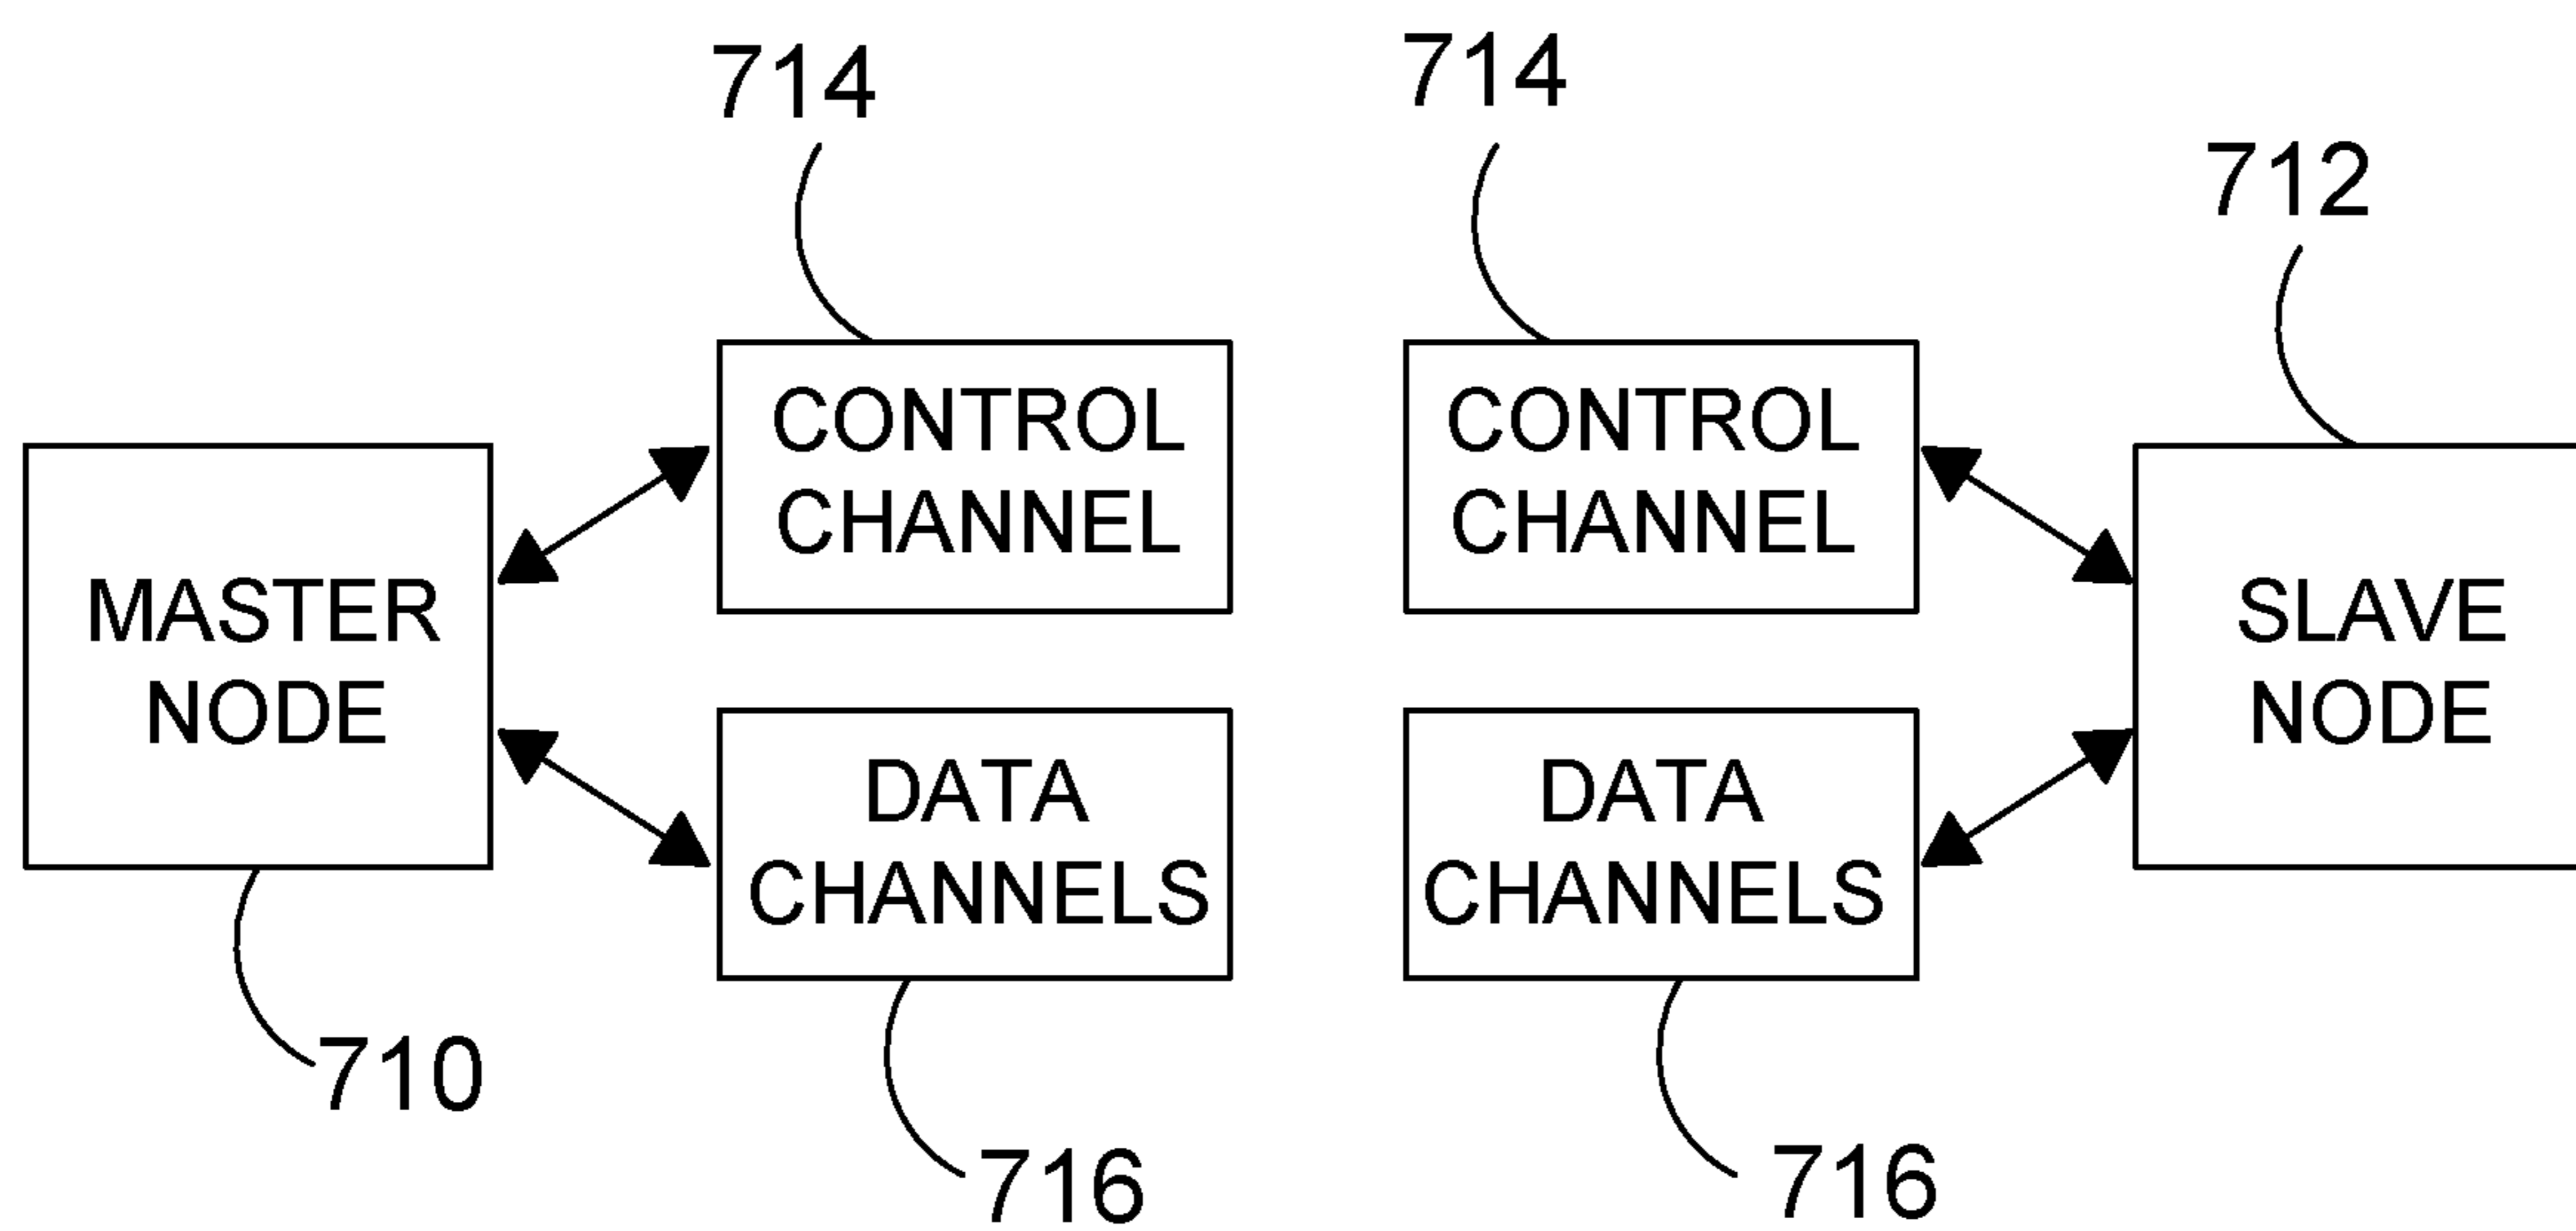 714
714
712
CONTROL
CHANNEL
CONTROL
CHANNEL
MASTER
NODE
SLAVE
NODE
DATA
CHANNELS
DATA
CHANNELS
710
716
716